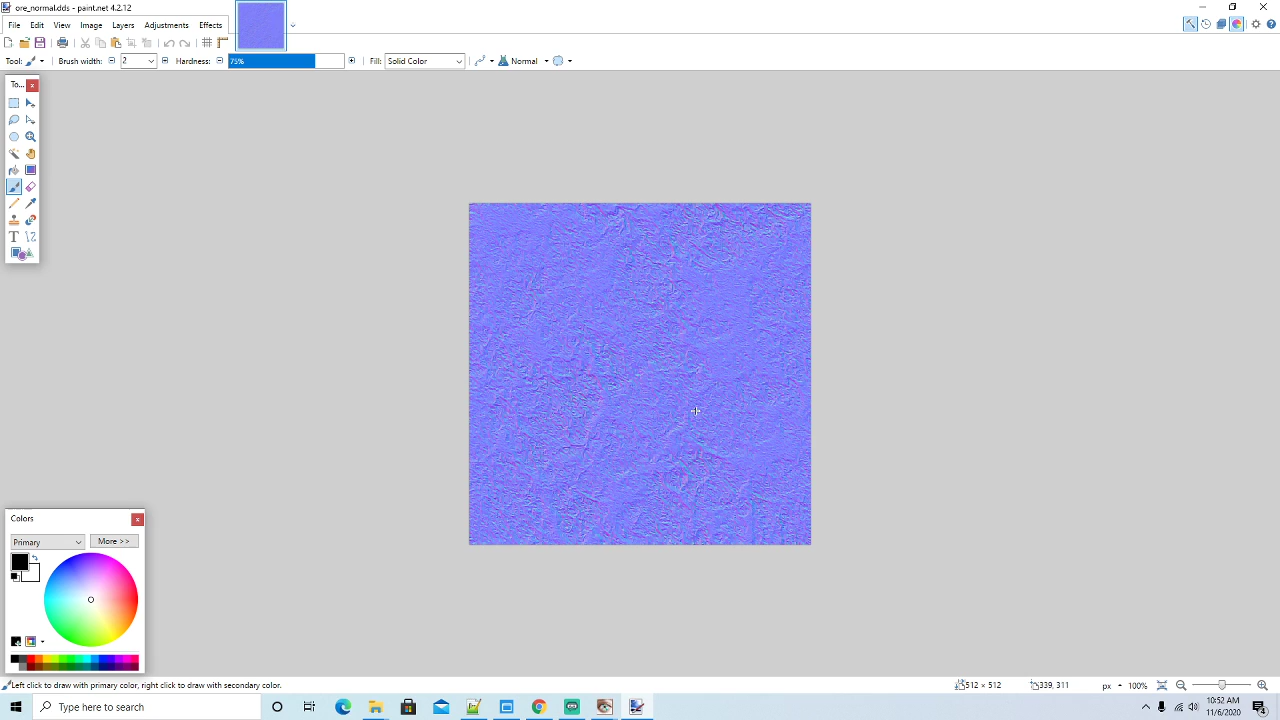 ore_normal.dds - paint.net 4.2.12
File Edit View Image Layers Adjustments Effects
Tool: Brush width: 2 Hardness: 75% Fill: Solid Color Normal
To...
Colors
Primary More >>
Left click to draw with primary color, right click to draw with secondary color. 512 × 512 339, 311 px 100%
Type here to search
10:52 AM
11/6/2020
4